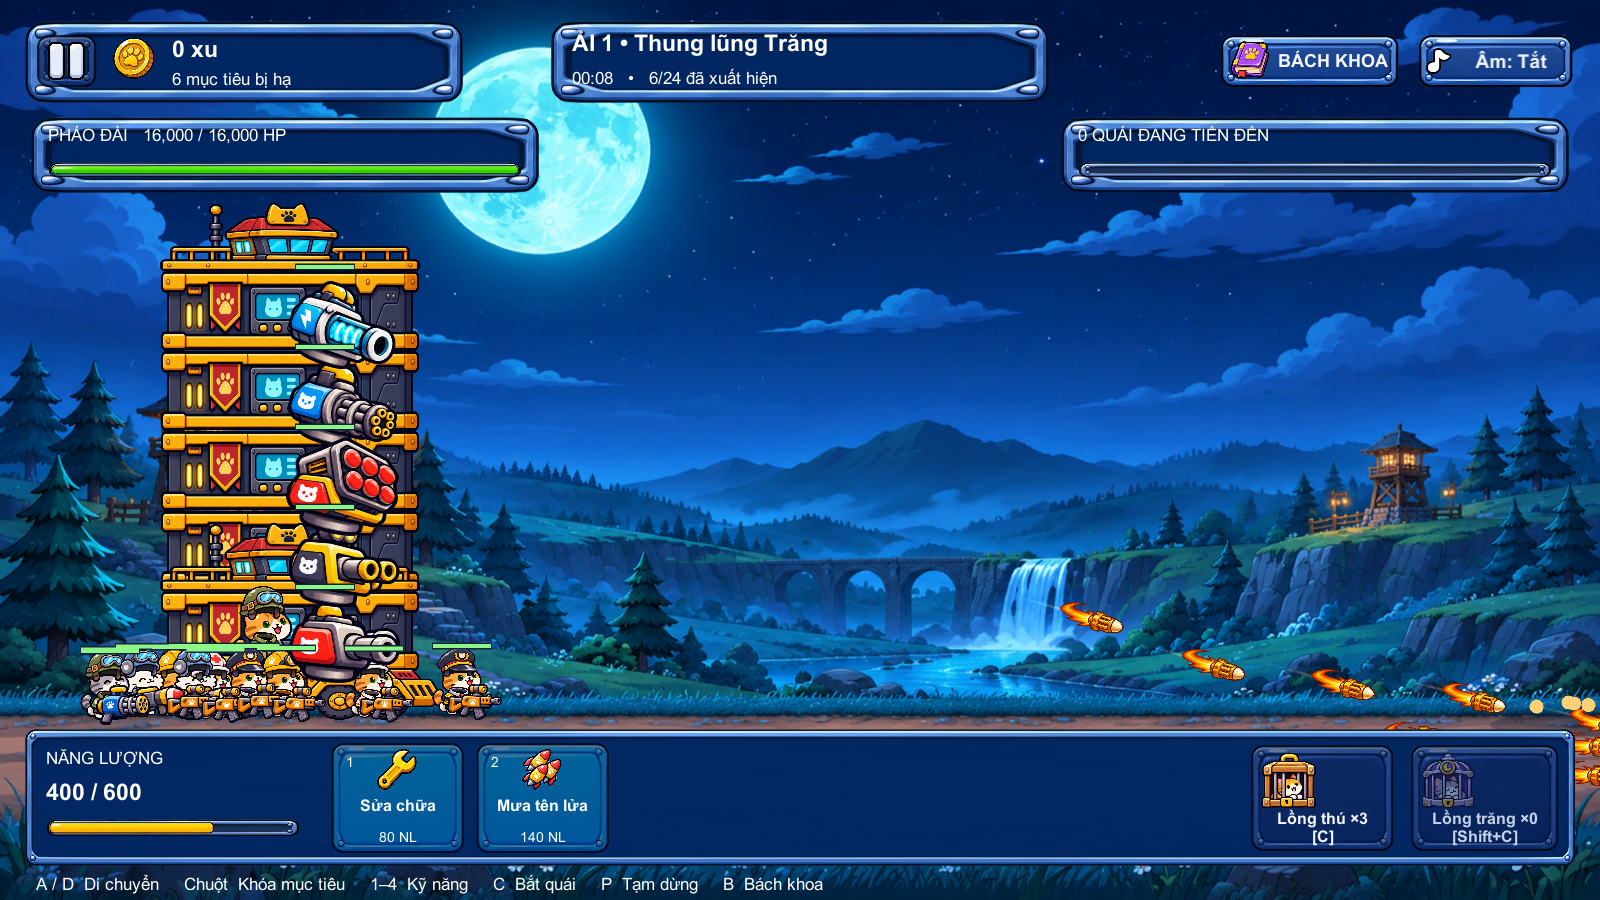 0 xu
6 mục tiêu bị hạ
ẢI 1 • Thung lũng Trăng
00:08 • 6/24 đã xuất hiện
BÁCH KHOA
Âm: Tắt
PHÁO ĐÀI 16,000 / 16,000 HP
0 QUÁI ĐANG TIẾN ĐẾN
NĂNG LƯỢNG
400 / 600
1
Sửa chữa
80 NL
2
Mưa tên lửa
140 NL
Lồng thú ×3
[C]
Lồng trăng ×0
[Shift+C]
A / D Di chuyển Chuột Khóa mục tiêu 1–4 Kỹ năng C Bắt quái P Tạm dừng B Bách khoa